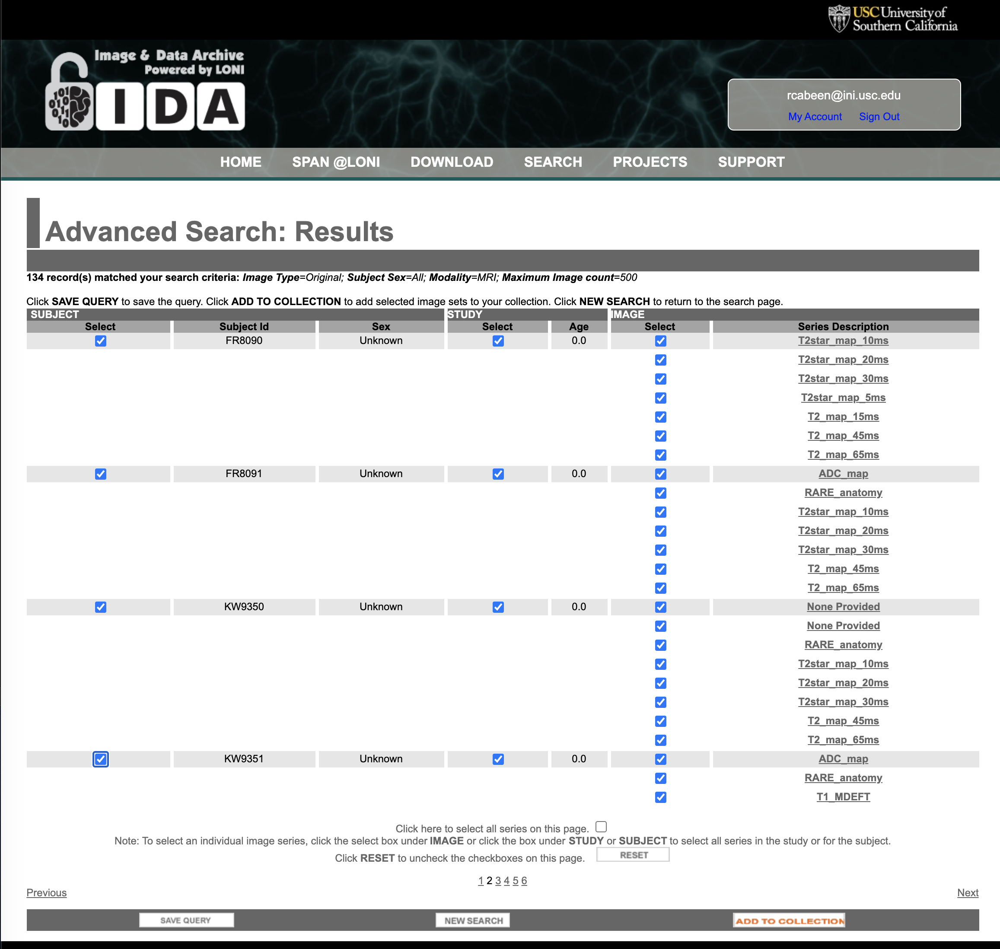 USC University of
Southern California
Image & Data Archive
Powered by LONI
IDA
rcabeen@ini.usc.edu
My Account Sign Out
HOME SPAN @LONI DOWNLOAD SEARCH PROJECTS SUPPORT
Advanced Search: Results
134 record(s) matched your search criteria: Image Type=Original; Subject Sex=All; Modality=MRI; Maximum Image count=500
Click SAVE QUERY to save the query. Click ADD TO COLLECTION to add selected image sets to your collection. Click NEW SEARCH to return to the search page.
SUBJECT STUDY IMAGE
Select Subject Id Sex Select Age Select Series Description
FR8090 Unknown 0.0 T2star_map_10ms
T2star_map_20ms
T2star_map_30ms
T2star_map_5ms
T2_map_15ms
T2_map_45ms
T2_map_65ms
FR8091 Unknown 0.0 ADC_map
RARE_anatomy
T2star_map_10ms
T2star_map_20ms
T2star_map_30ms
T2_map_45ms
T2_map_65ms
KW9350 Unknown 0.0 None Provided
None Provided
RARE_anatomy
T2star_map_10ms
T2star_map_20ms
T2star_map_30ms
T2_map_45ms
T2_map_65ms
KW9351 Unknown 0.0 ADC_map
RARE_anatomy
T1_MDEFT
Click here to select all series on this page.
Note: To select an individual image series, click the select box under IMAGE or click the box under STUDY or SUBJECT to select all series in the study or for the subject.
Click RESET to uncheck the checkboxes on this page. RESET
1 2 3 4 5 6
Previous Next
SAVE QUERY NEW SEARCH ADD TO COLLECTION